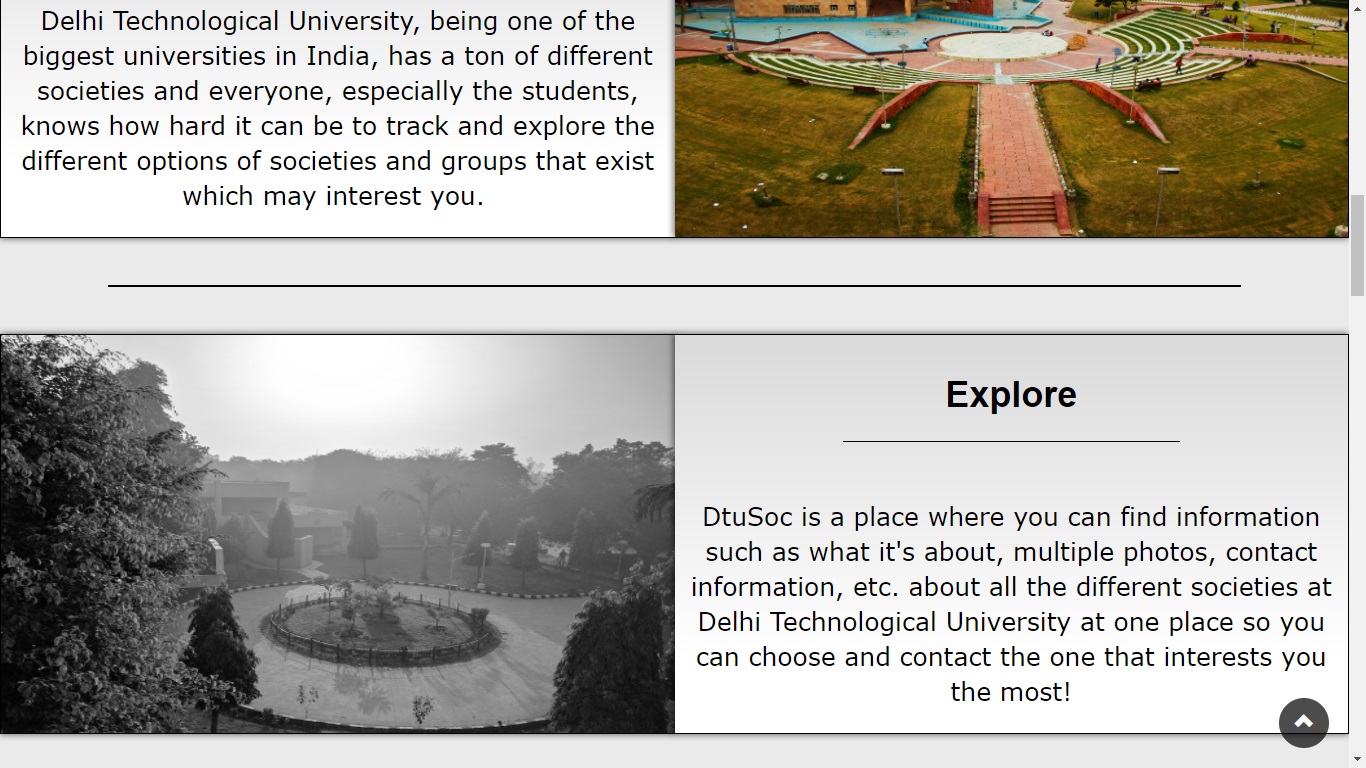 Delhi Technological University, being one of the
biggest universities in India, has a ton of different
societies and everyone, especially the students,
knows how hard it can be to track and explore the
different options of societies and groups that exist
which may interest you.
Explore
DtuSoc is a place where you can find information
such as what it's about, multiple photos, contact
information, etc. about all the different societies at
Delhi Technological University at one place so you
can choose and contact the one that interests you
the most!